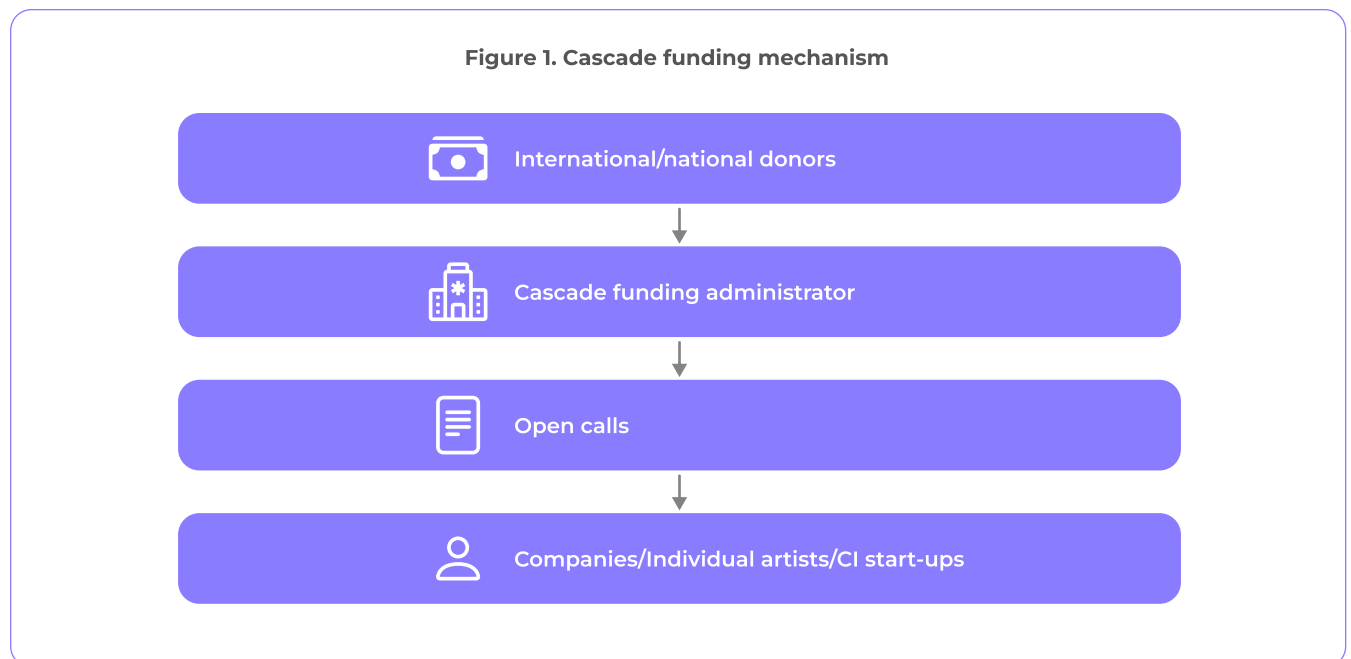 Figure 1. Cascade funding mechanism
International/national donors
Cascade funding administrator
Open calls
Companies/Individual artists/CI start-ups